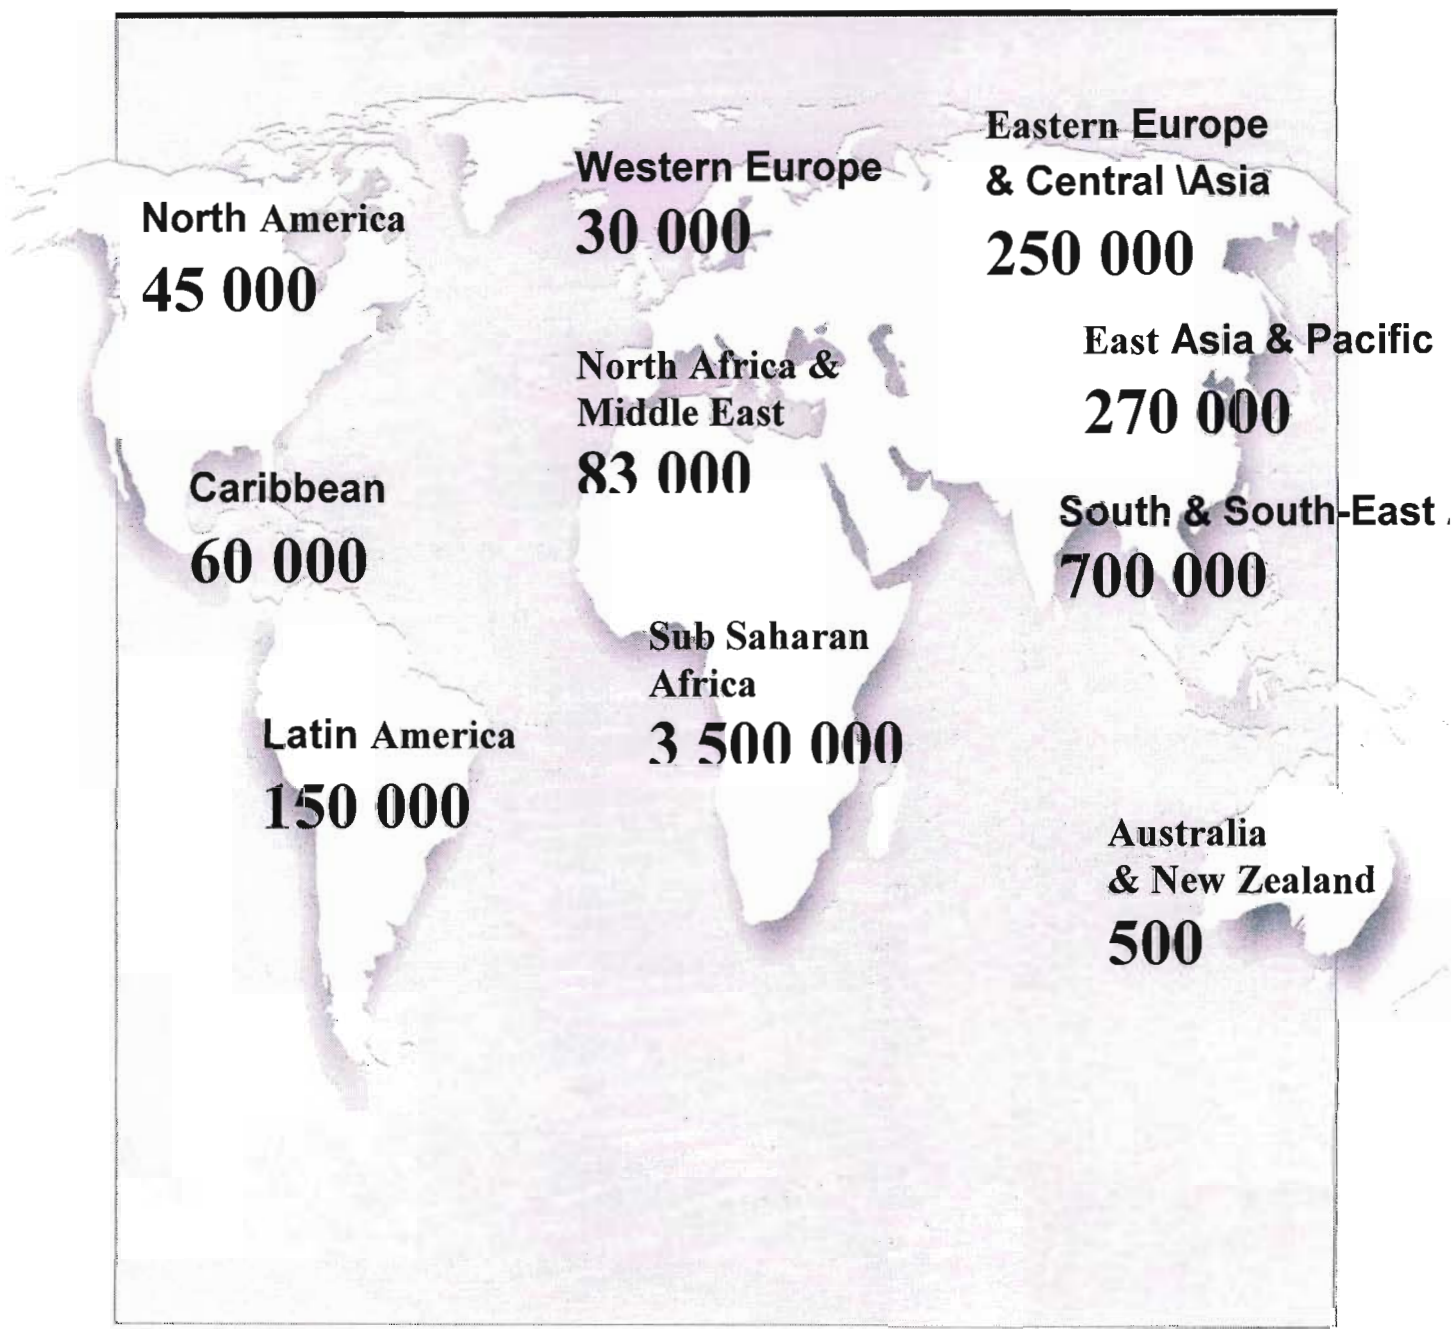 North America
45 000
Western Europe
30 000
Eastern Europe
& Central \Asia
250 000
North Africa &
Middle East
83 000
East Asia & Pacific
270 000
Caribbean
60 000
South & South-East
700 000
Sub Saharan
Africa
3 500 000
Latin America
150 000
Australia
& New Zealand
500